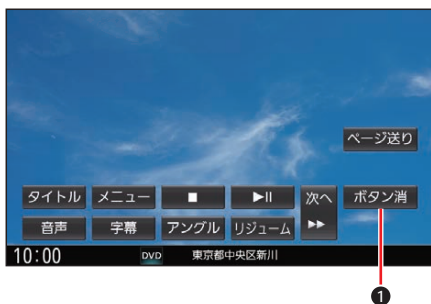 ページ送り
タイトル メニュー ■ ▶II 次へ ボタン消
音声 字幕 アングル リジューム ▶▶
10:00 DVD 東京都中央区新川
❶